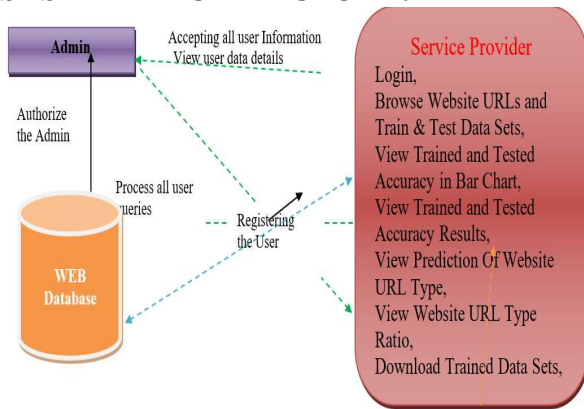 Admin
Accepting all user Information
View user data details
Authorize
the Admin
Process all user
queries
WEB
Database
Registering
the User
Service Provider
Login,
Browse Website URLs and
Train & Test Data Sets,
View Trained and Tested
Accuracy in Bar Chart,
View Trained and Tested
Accuracy Results,
View Prediction Of Website
URL Type,
View Website URL Type
Ratio,
Download Trained Data Sets,